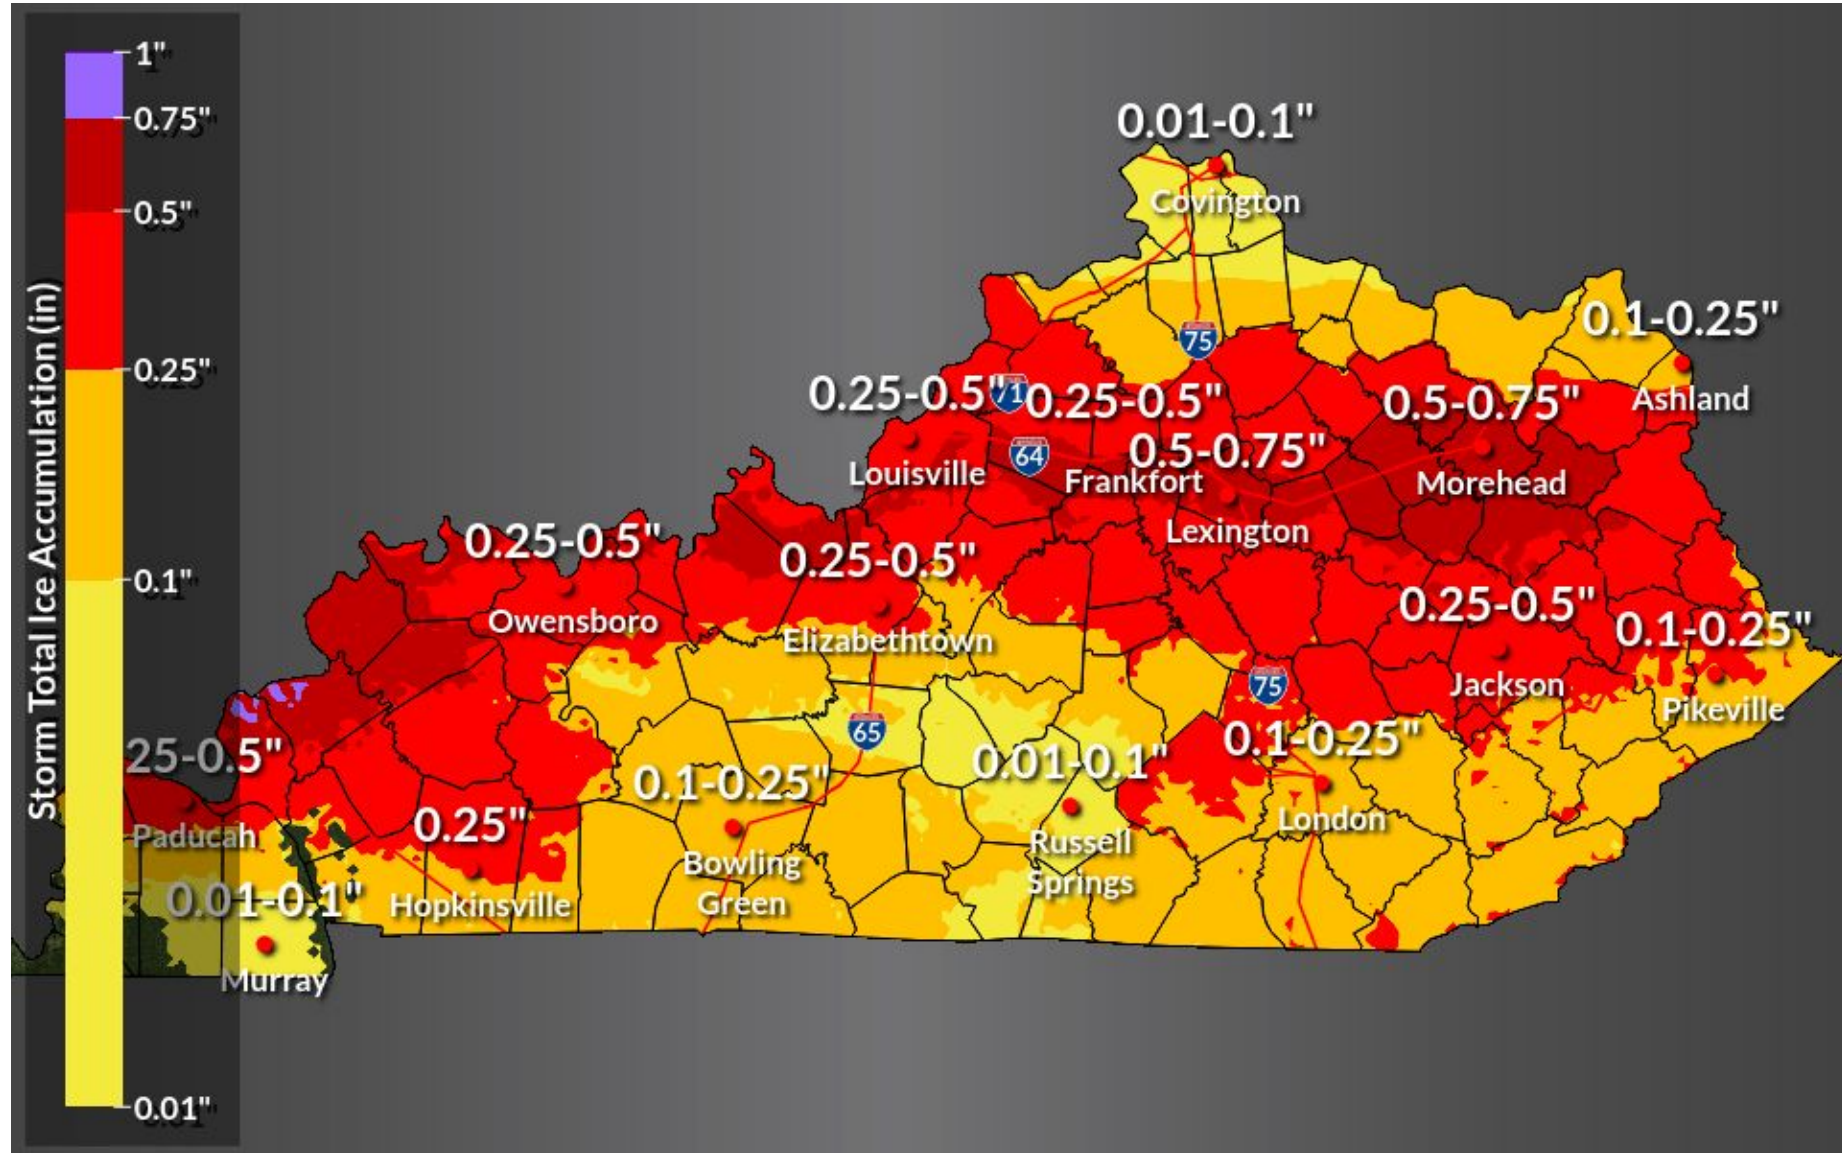 1"
0.75"
0.5"
0.25"
0.1"
0.01"
Storm Total Ice Accumulation (in)
0.01-0.1"
Covington
0.1-0.25"
Ashland
75
0.25-0.5"
71
0.25-0.5"
0.5-0.75"
Louisville
64
Frankfort
0.5-0.75"
Morehead
Lexington
0.25-0.5"
Owensboro
0.25-0.5"
Elizabethtown
0.25-0.5"
Jackson
0.1-0.25"
Pikeville
75
65
25-0.5"
Paducah
0.25"
Hopkinsville
0.1-0.25"
Bowling
Green
0.01-0.1"
Russell
Springs
0.1-0.25"
London
0.01-0.1"
Murray